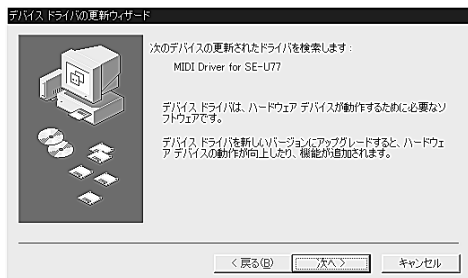 デバイス ドライバの更新ウィザード
次のデバイスの更新されたドライバを検索します:
MIDI Driver for SE-U77
デバイス ドライバは、ハードウェア デバイスが動作するために必要なソ
フトウェアです。
デバイス ドライバを新しいバージョンにアップグレードすると、ハードウェ
ア デバイスの動作が向上したり、機能が追加されます。
< 戻る(B)
次へ >
キャンセル